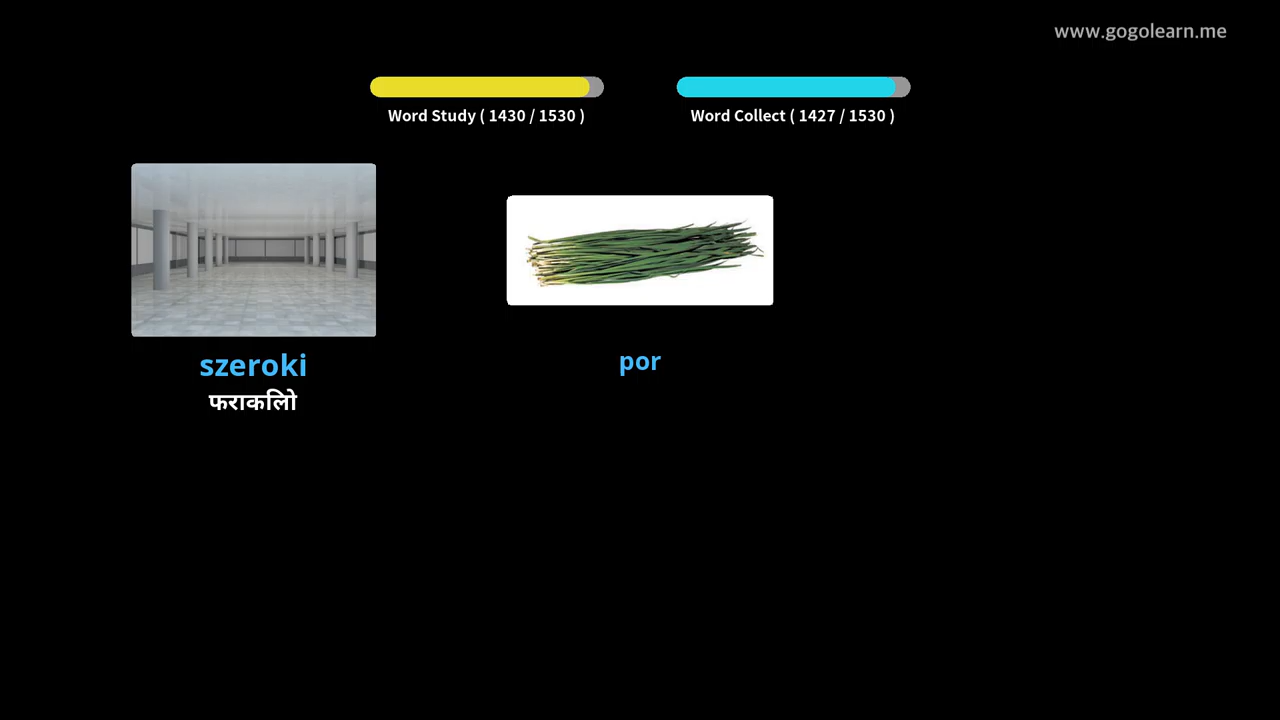 www.gogolearn.me
Word Study ( 1430 / 1530 )
Word Collect ( 1427 / 1530 )
szeroki
फराकिलो
por